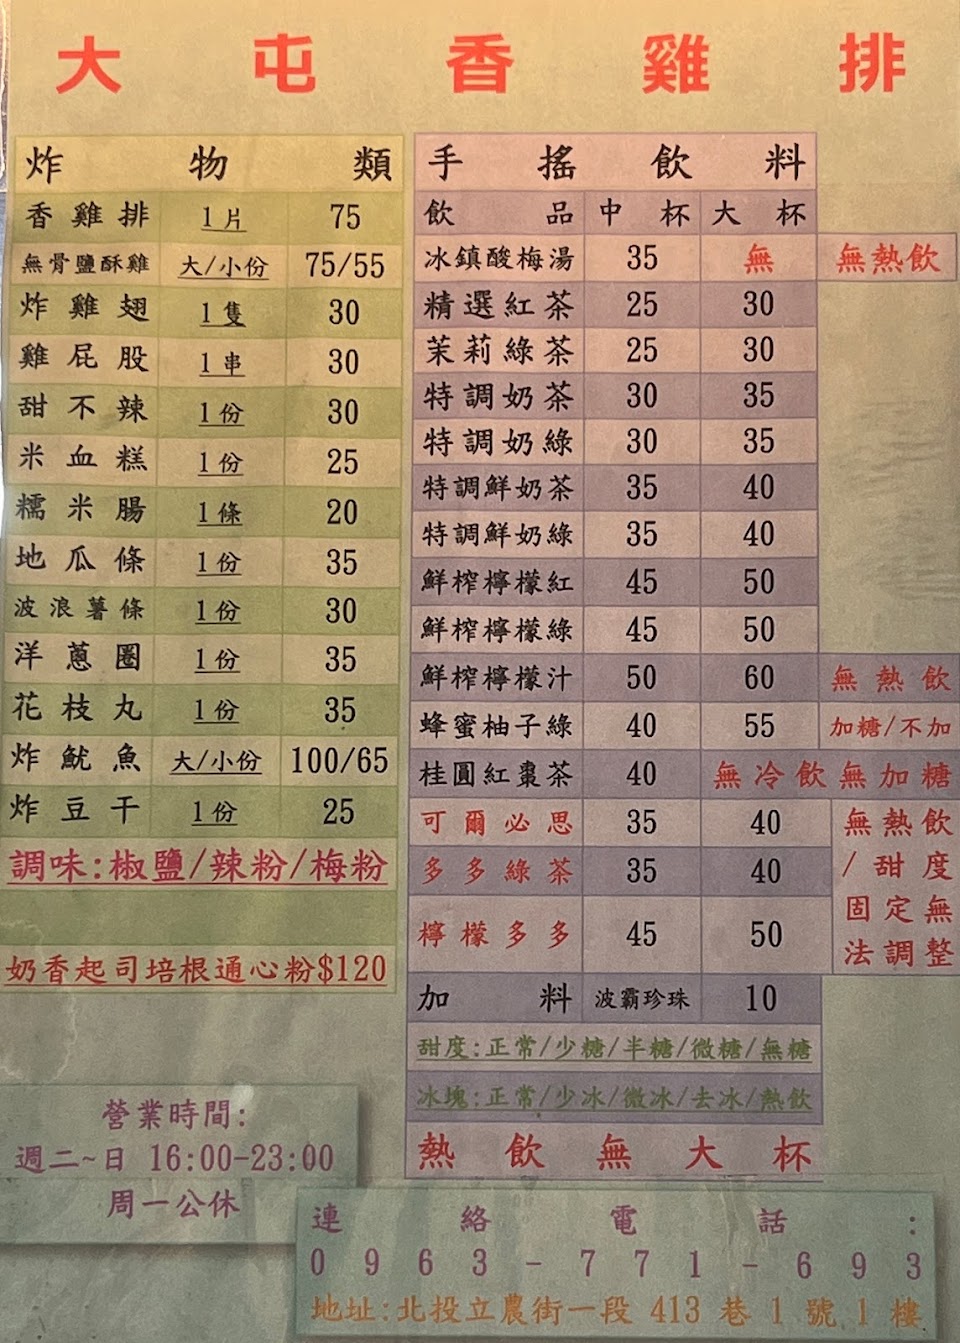 大屯香雞排
炸物類
香雞排 1片 75
無骨鹽酥雞 大/小份 75/55
炸雞翅 1隻 30
雞屁股 1串 30
甜不辣 1份 30
米血糕 1份 25
糯米腸 1條 20
地瓜條 1份 35
波浪薯條 1份 30
洋蔥圈 1份 35
花枝丸 1份 35
炸魷魚 大/小份 100/65
炸豆干 1份 25
調味:椒鹽/辣粉/梅粉
奶香起司培根通心粉$120
手搖飲料
飲品 中杯 大杯
冰鎮酸梅湯 35 無 無熱飲
精選紅茶 25 30
茉莉綠茶 25 30
特調奶茶 30 35
特調奶綠 30 35
特調鮮奶茶 35 40
特調鮮奶綠 35 40
鮮榨檸檬紅 45 50
鮮榨檸檬綠 45 50
鮮榨檸檬汁 50 60 無熱飲
蜂蜜柚子綠 40 55 加糖/不加
桂圓紅棗茶 40 無冷飲無加糖
可爾必思 35 40
多多綠茶 35 40
檸檬多多 45 50
無熱飲
/甜度
固定無
法調整
加料 波霸珍珠 10
甜度:正常/少糖/半糖/微糖/無糖
冰塊:正常/少冰/微冰/去冰/熱飲
熱飲無大杯
營業時間:
週二~日 16:00-23:00
周一公休
連絡電話:
0963-771-693
地址:北投立農街一段 413 巷 1 號 1 樓